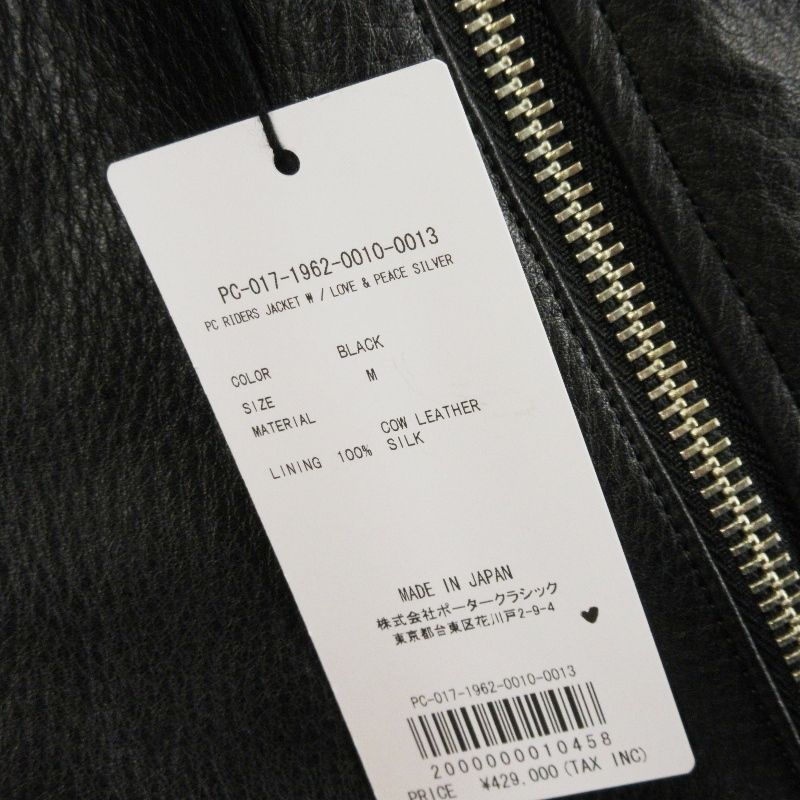 PC-017-1962-0010-0013
PC RIDERS JACKET W / LOVE & PEACE SILVER
COLOR BLACK
SIZE M
MATERIAL COW LEATHER
LINING 100% SILK
MADE IN JAPAN
株式会社ポータークラシック
東京都台東区花川戸2-9-4
PC-017-1962-0010-0013
2000000010458
PRICE ¥429.000(TAX INC)